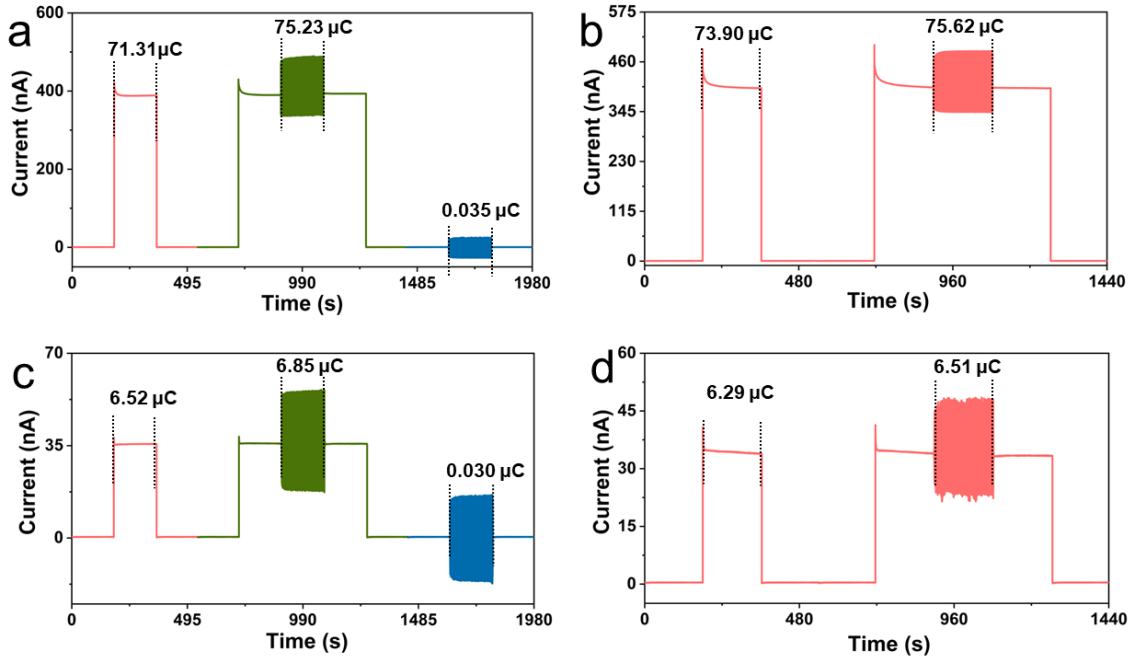 a
600
400
200
0
Current (nA)
71.31μC
75.23 μC
0.035 μC
0
495
990
1485
1980
Time (s)
b
575
460
345
230
115
0
Current (nA)
73.90 μC
75.62 μC
0
480
960
1440
Time (s)
c
70
35
0
Current (nA)
6.52 μC
6.85 μC
0.030 μC
0
495
990
1485
1980
Time (s)
d
60
45
30
15
0
Current (nA)
6.29 μC
6.51 μC
0
480
960
1440
Time (s)